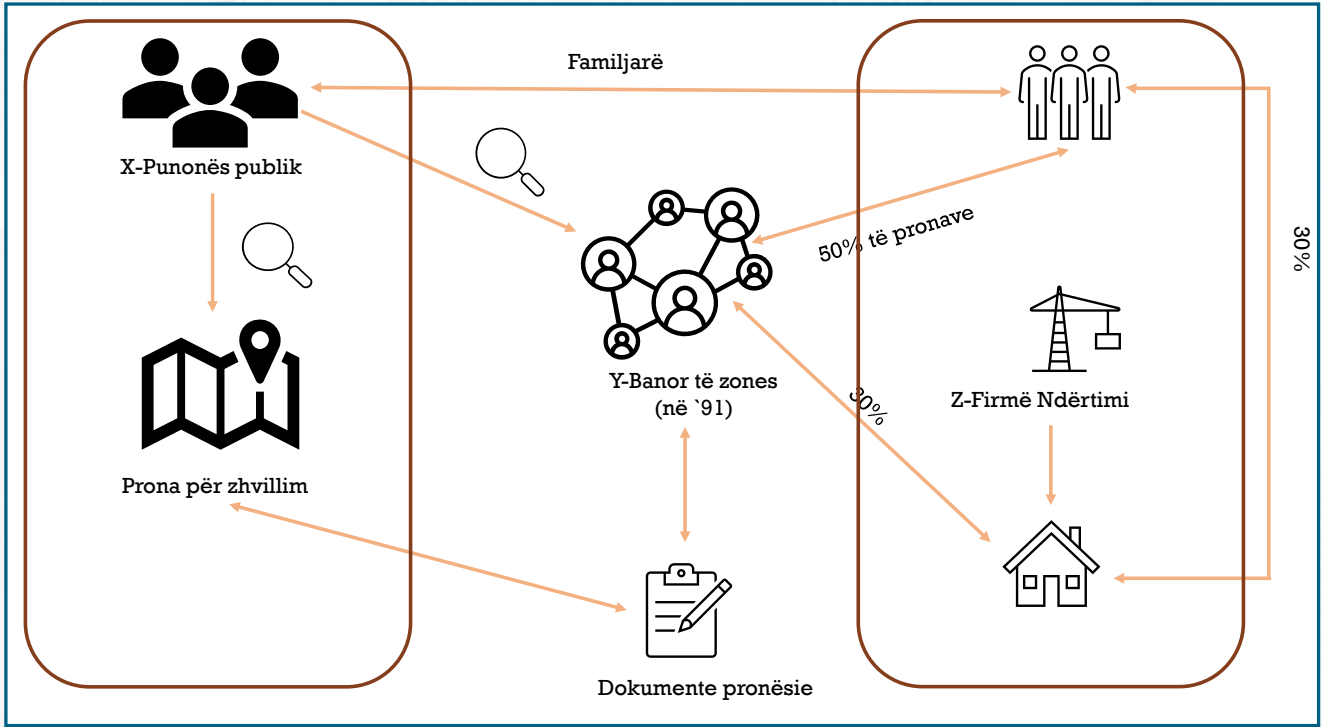 Familjarë
X-Punonës publik
50% të pronave
30%
Y-Banor të zones
(në `91)
30%
Z-Firmë Ndërtimi
Prona për zhvillim
Dokumente pronësie